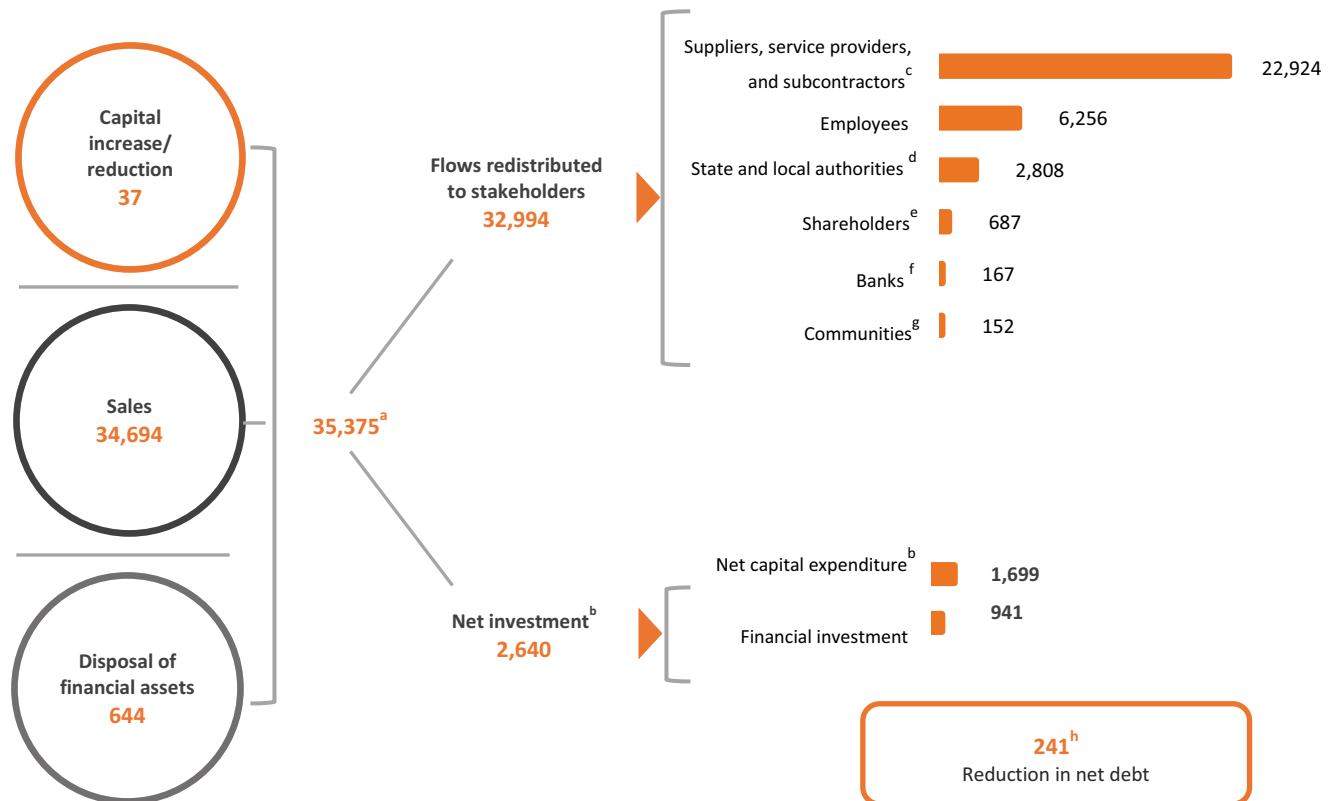 Capital
increase/
reduction
37
Sales
34,694
Disposal of
financial assets
644
35,375a
Flows redistributed
to stakeholders
32,994
Suppliers, service providers,
and subcontractorsc
22,924
Employees
6,256
State and local authorities d
2,808
Shareholderse
687
Banks f
167
Communitiesg
152
Net investmentb
2,640
Net capital expenditureb
1,699
Financial investment
941
241h
Reduction in net debt